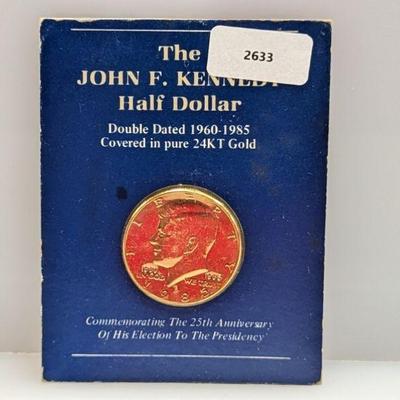 The
2633
JOHN F. KENNEDY
Half Dollar
Double Dated 1960-1985
Covered in pure 24KT Gold
Commemorating The 25th Anniversary
Of His Election To The Presidency